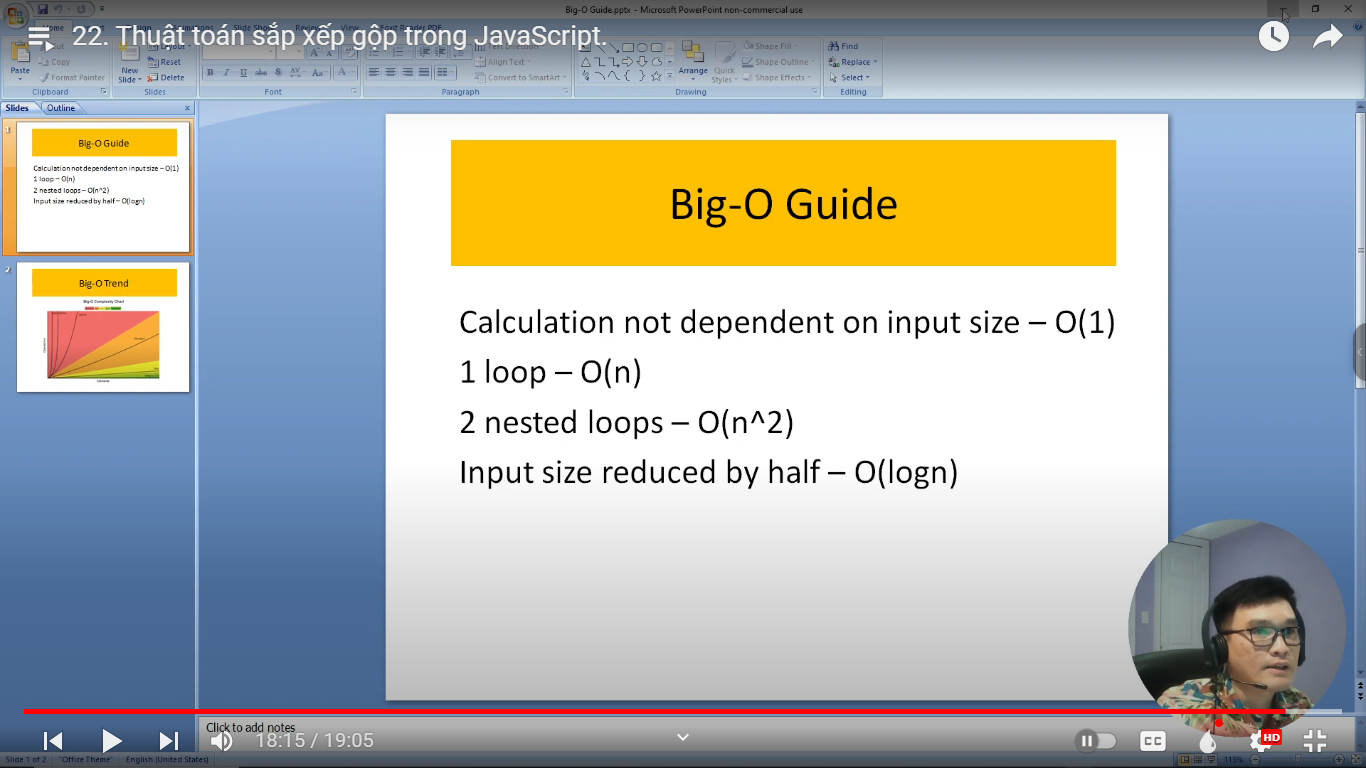 Big-O Guide.pptx - Microsoft PowerPoint non-commercial use
22. Thuật toán sắp xếp gộp trong JavaScript.
Paste
Cut
Copy
Format Painter
Clipboard
New
Slide
Layout
Reset
Delete
Slides
Font
Text Direction
Align Text
Convert to SmartArt
Paragraph
Arrange
Quick
Styles
Shape Fill
Shape Outline
Shape Effects
Drawing
Find
Replace
Select
Editing
Slides
Outline
1
Big-O Guide
Calculation not dependent on input size – O(1)
1 loop – O(n)
2 nested loops – O(n^2)
Input size reduced by half – O(logn)
2
Big-O Trend
Big-O Complexity Chart
Big-O Guide
Calculation not dependent on input size – O(1)
1 loop – O(n)
2 nested loops – O(n^2)
Input size reduced by half – O(logn)
Click to add notes
18:15 / 19:05
CC
HD
Slide 1 of 2
"Office Theme"
English (United States)
115%